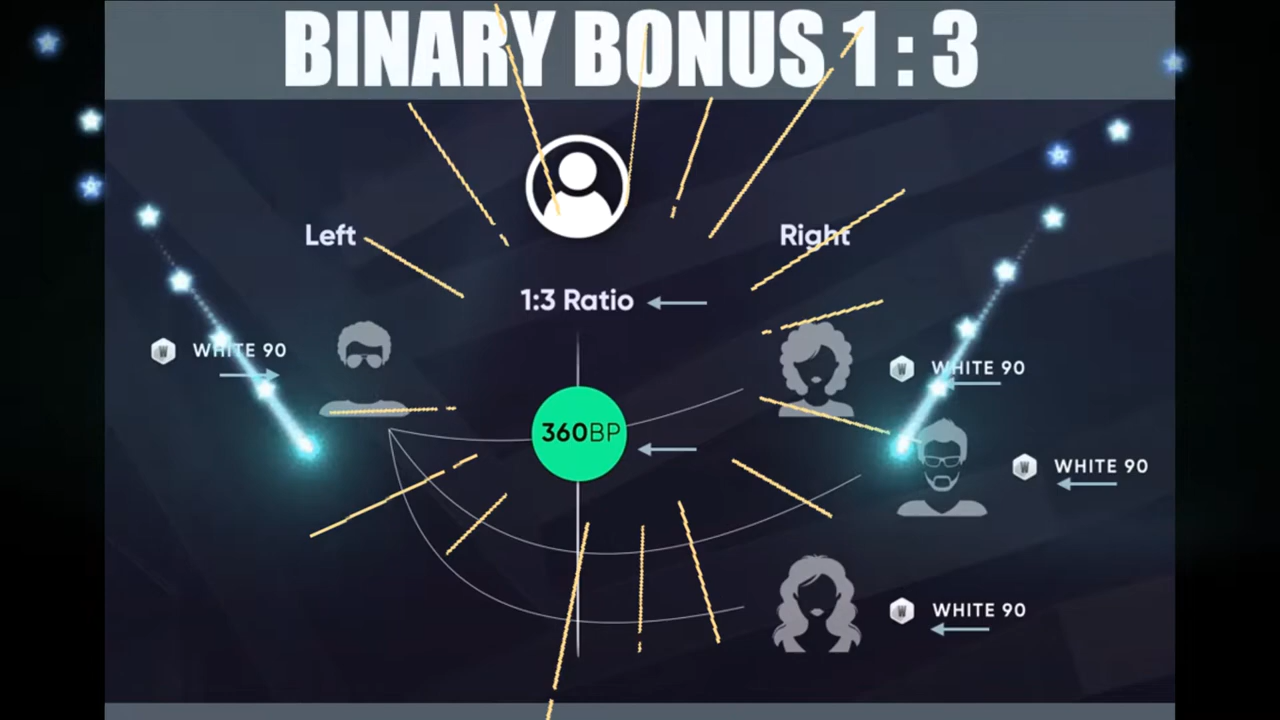 BINARY BONUS 1 : 3
Left
Right
1:3 Ratio
W WHITE 90
W WHITE 90
360BP
W WHITE 90
W WHITE 90